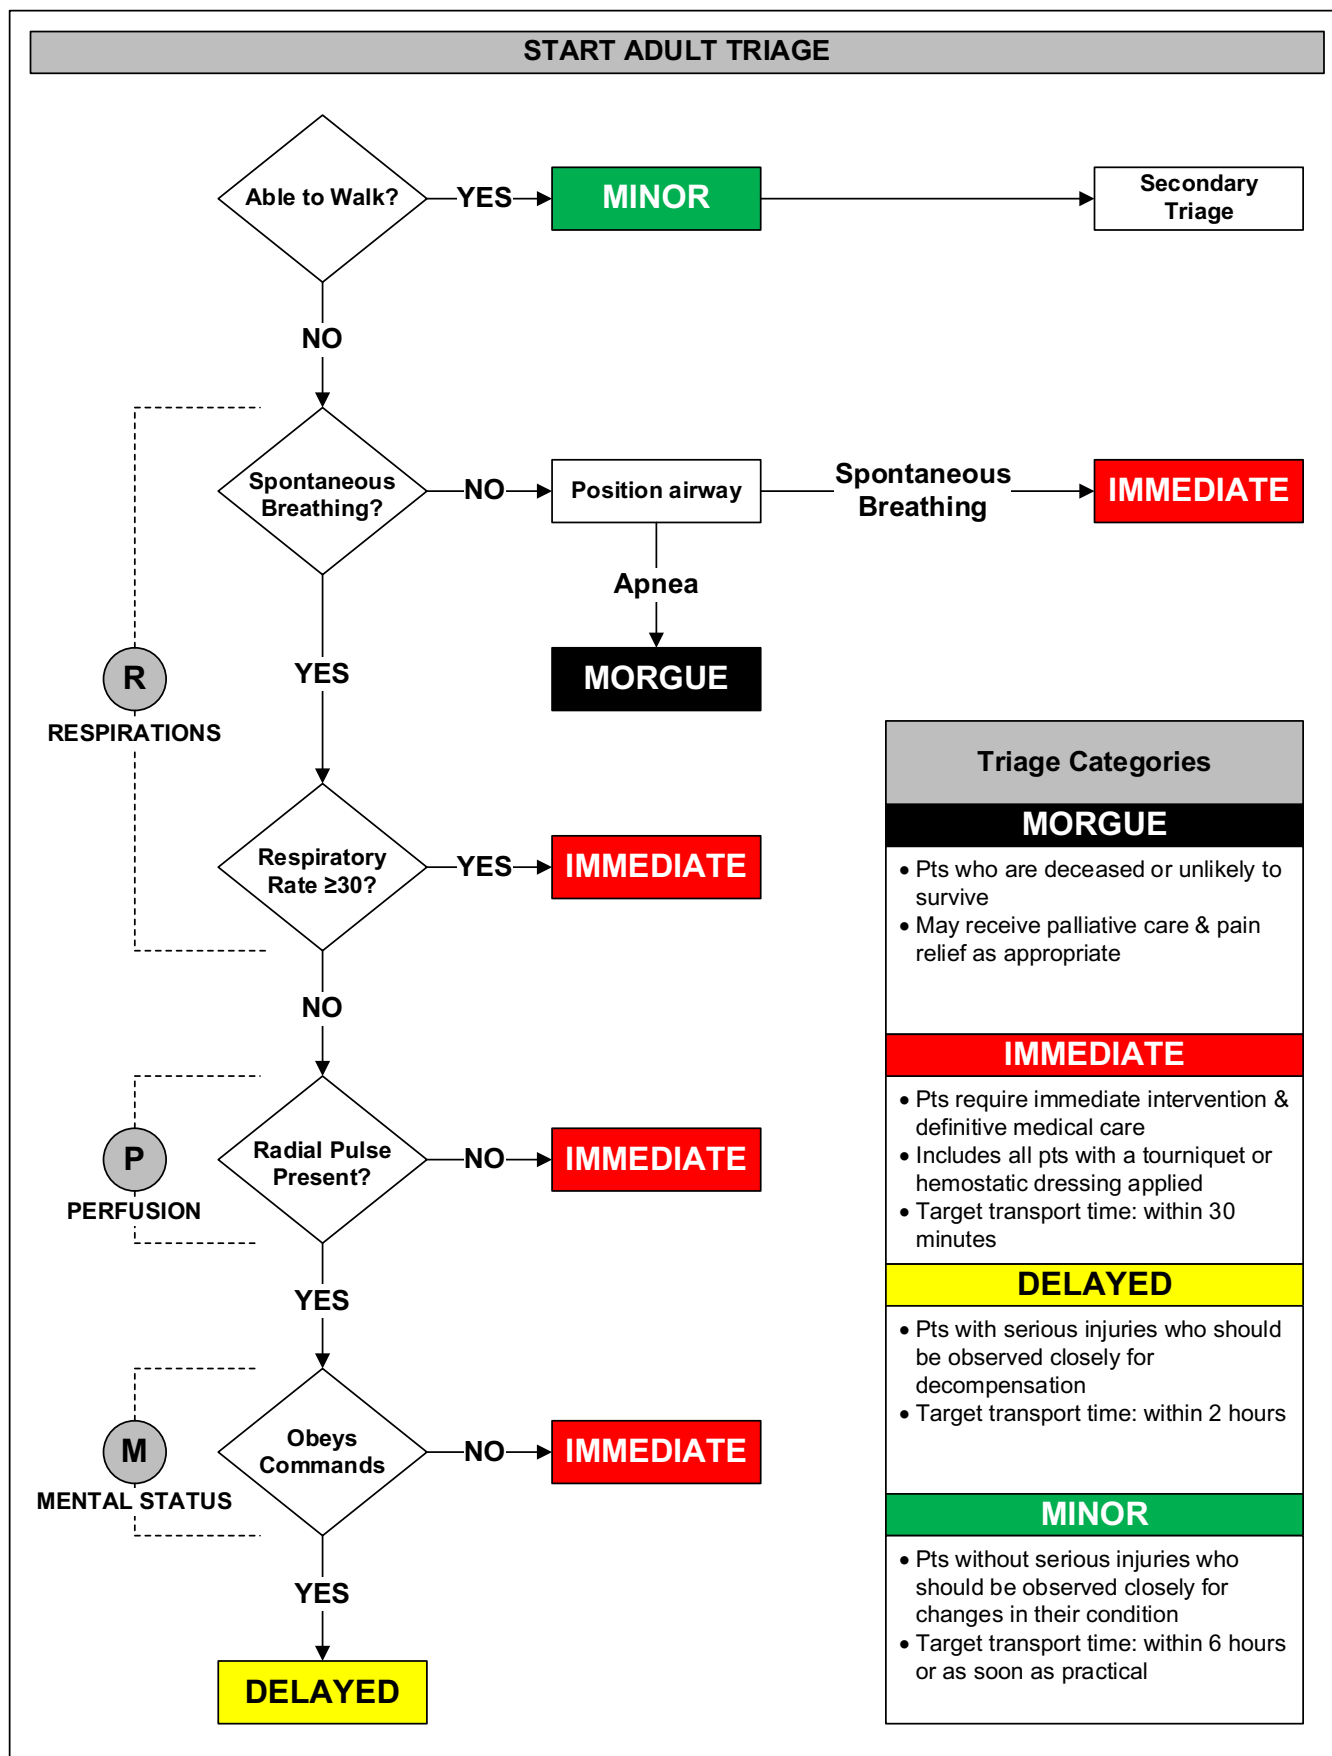 START ADULT TRIAGE
Able to Walk?
YES
MINOR
Secondary
Triage
NO
Spontaneous
Breathing?
NO
Position airway
Spontaneous
Breathing
IMMEDIATE
Apnea
MORGUE
YES
R
RESPIRATIONS
Respiratory
Rate ≥30?
YES
IMMEDIATE
NO
Radial Pulse
Present?
NO
IMMEDIATE
P
PERFUSION
YES
Obeys
Commands
NO
IMMEDIATE
M
MENTAL STATUS
YES
DELAYED
Triage Categories
MORGUE
• Pts who are deceased or unlikely to
survive
• May receive palliative care & pain
relief as appropriate
IMMEDIATE
• Pts require immediate intervention &
definitive medical care
• Includes all pts with a tourniquet or
hemostatic dressing applied
• Target transport time: within 30
minutes
DELAYED
• Pts with serious injuries who should
be observed closely for
decompensation
• Target transport time: within 2 hours
MINOR
• Pts without serious injuries who
should be observed closely for
changes in their condition
• Target transport time: within 6 hours
or as soon as practical